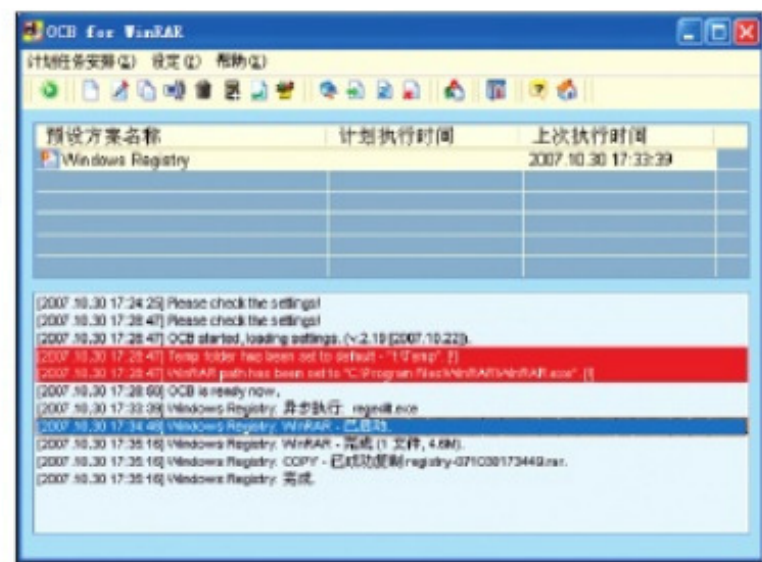 OCB for WinRAR
计划任务安排(L) 设定(Z) 帮助(L)
预设方案名称 计划执行时间 上次执行时间
Windows Registry 2007.10.30 17:33:39
[2007.10.30 17:24:25] Please check the settings!
[2007.10.30 17:28:47] Please check the settings!
[2007.10.30 17:28:47] OCB started, loading settings. (v.2.19 [2007.10.22]).
[2007.10.30 17:28:47] Temp folder has been set to default - "1:\Temp". [!]
[2007.10.30 17:28:47] WinRAR path has been set to "C:\Program Files\WinRAR\WinRAR.exe". [!]
[2007.10.30 17:28:60] OCB is ready now.
[2007.10.30 17:33:39] Windows Registry: 异步执行: regedit.exe
[2007.10.30 17:34:48] Windows Registry: WinRAR - 已启动.
[2007.10.30 17:35:16] Windows Registry: WinRAR - 完成 (1 文件, 4.6M).
[2007.10.30 17:35:16] Windows Registry: COPY - 已成功复制 registry-071030173449.rar.
[2007.10.30 17:35:16] Windows Registry: 完成.